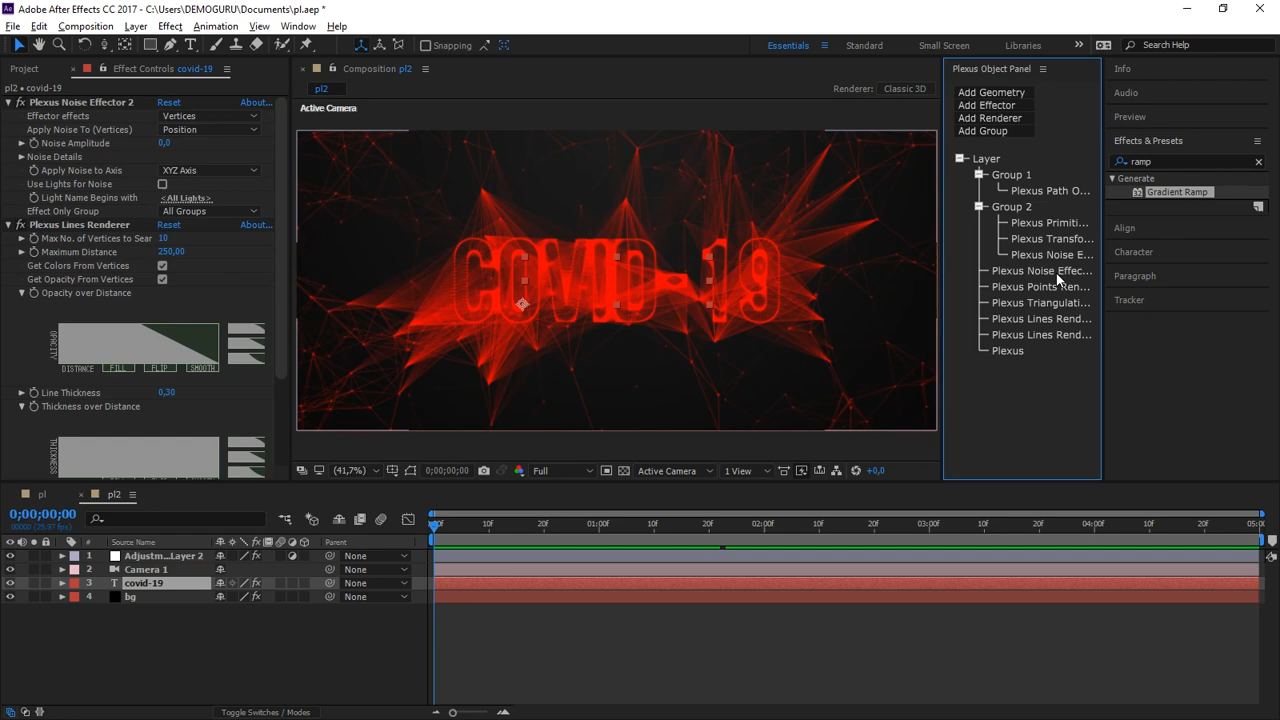 Adobe After Effects CC 2017 - C:\Users\DEMOGURU\Documents\pl.aep *
File Edit Composition Layer Effect Animation View Window Help
Snapping
Essentials Standard Small Screen Libraries Search Help
Project Effect Controls covid-19
pl2 • covid-19
Plexus Noise Effector 2 Reset About...
Effector effects Vertices
Apply Noise To (Vertices) Position
Noise Amplitude 0,0
Noise Details
Apply Noise to Axis XYZ Axis
Use Lights for Noise
Light Name Begins with <All Lights>
Effect Only Group All Groups
Plexus Lines Renderer Reset About...
Max No. of Vertices to Sear 10
Maximum Distance 250,00
Get Colors From Vertices
Get Opacity From Vertices
Opacity over Distance
OPACITY
DISTANCE FILL FLIP SMOOTH
Line Thickness 0,30
Thickness over Distance
THICKNESS
Composition pl2
pl2 Renderer: Classic 3D
Active Camera
COVID-19
(41,7%) 0;00;00;00 Full Active Camera 1 View +0,0
Plexus Object Panel
Add Geometry
Add Effector
Add Renderer
Add Group
Layer
Group 1
Plexus Path O...
Group 2
Plexus Primiti...
Plexus Transfo...
Plexus Noise E...
Plexus Noise Effec...
Plexus Points Ren...
Plexus Triangulati...
Plexus Lines Rend...
Plexus Lines Rend...
Plexus
Info
Audio
Preview
Effects & Presets
ramp
Generate
Gradient Ramp
Align
Character
Paragraph
Tracker
pl pl2
0;00;00;00
00000 (29.97 fps)
# Source Name Parent
1 Adjustm...Layer 2 None
2 Camera 1 None
3 T covid-19 None
4 bg None
10f 20f 01:00f 10f 20f 02:00f 10f 20f 03:00f 10f 20f 04:00f 10f 20f 05:00
Toggle Switches / Modes